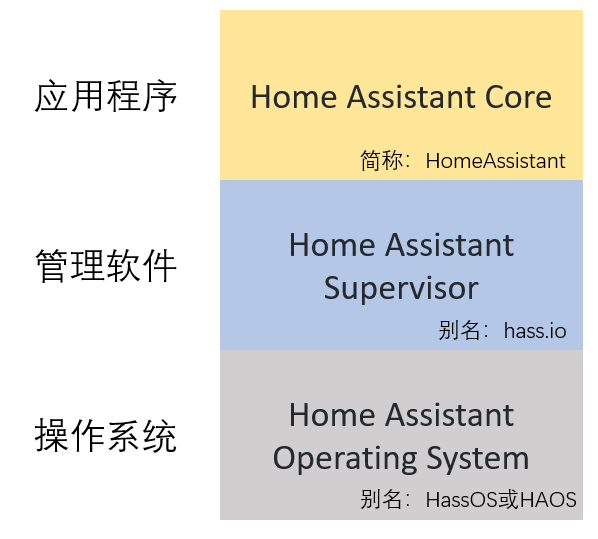 应用程序
Home Assistant Core
简称：HomeAssistant
管理软件
Home Assistant
Supervisor
别名：hass.io
操作系统
Home Assistant
Operating System
别名：HassOS或HAOS